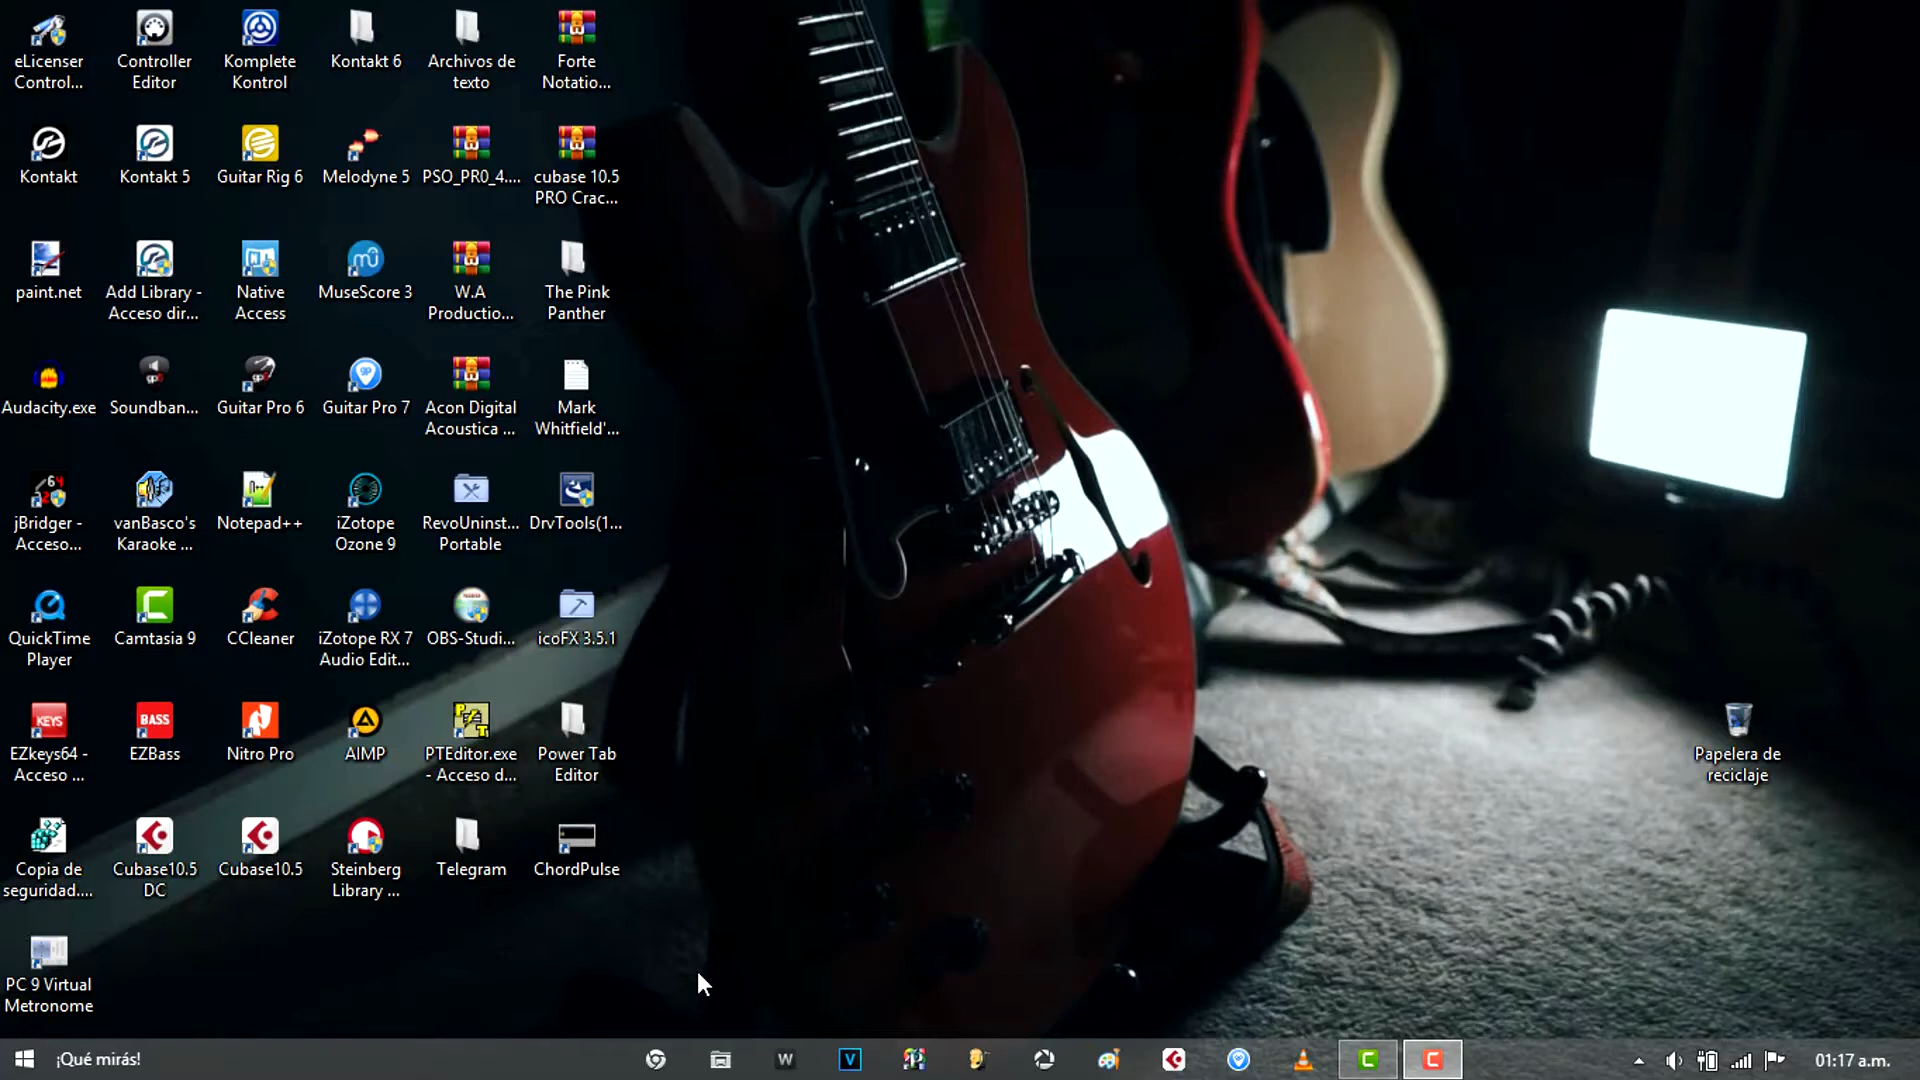 eLicenser
Control...
Controller
Editor
Komplete
Kontrol
Kontakt 6
Archivos de
texto
Forte
Notatio...
Kontakt
Kontakt 5
Guitar Rig 6
Melodyne 5
PSO_PR0_4....
cubase 10.5
PRO Crac...
paint.net
Add Library -
Acceso dir...
Native
Access
MuseScore 3
W.A
Productio...
The Pink
Panther
Audacity.exe
Soundban...
Guitar Pro 6
Guitar Pro 7
Acon Digital
Acoustica ...
Mark
Whitfield'...
jBridger -
Acceso...
vanBasco's
Karaoke ...
Notepad++
iZotope
Ozone 9
RevoUninst...
Portable
DrvTools(1...
QuickTime
Player
Camtasia 9
CCleaner
iZotope RX 7
Audio Edit...
OBS-Studi...
icoFX 3.5.1
KEYS
EZkeys64 -
Acceso ...
BASS
EZBass
Nitro Pro
AIMP
PTEditor.exe
- Acceso d...
Power Tab
Editor
Papelera de
reciclaje
Copia de
seguridad....
Cubase10.5
DC
Cubase10.5
Steinberg
Library ...
Telegram
ChordPulse
PC 9 Virtual
Metronome
¡Qué mirás!
W
V
C
C
01:17 a.m.